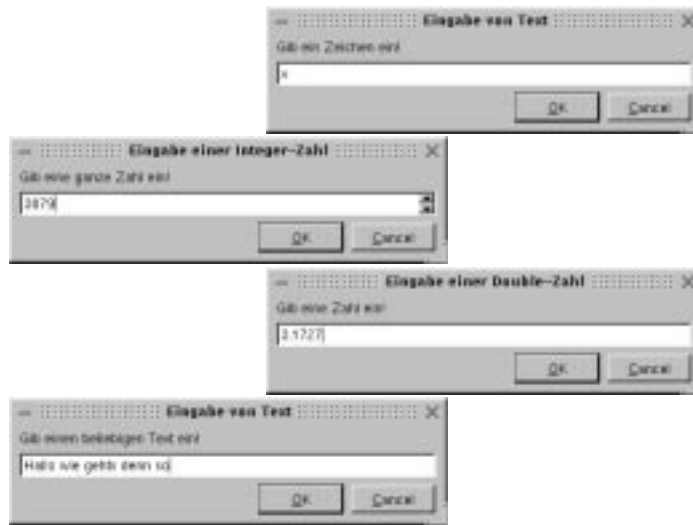 Eingabe von Text
Gib ein Zeichen ein!
x
OK Cancel
Eingabe einer Integer-Zahl
Gib eine ganze Zahl ein!
OK Cancel
Eingabe einer Double-Zahl
Gib eine Zahl ein!
3.1727
OK Cancel
Eingabe von Text
Gib einen beliebigen Text ein!
Hallo wie gehts denn so
OK Cancel